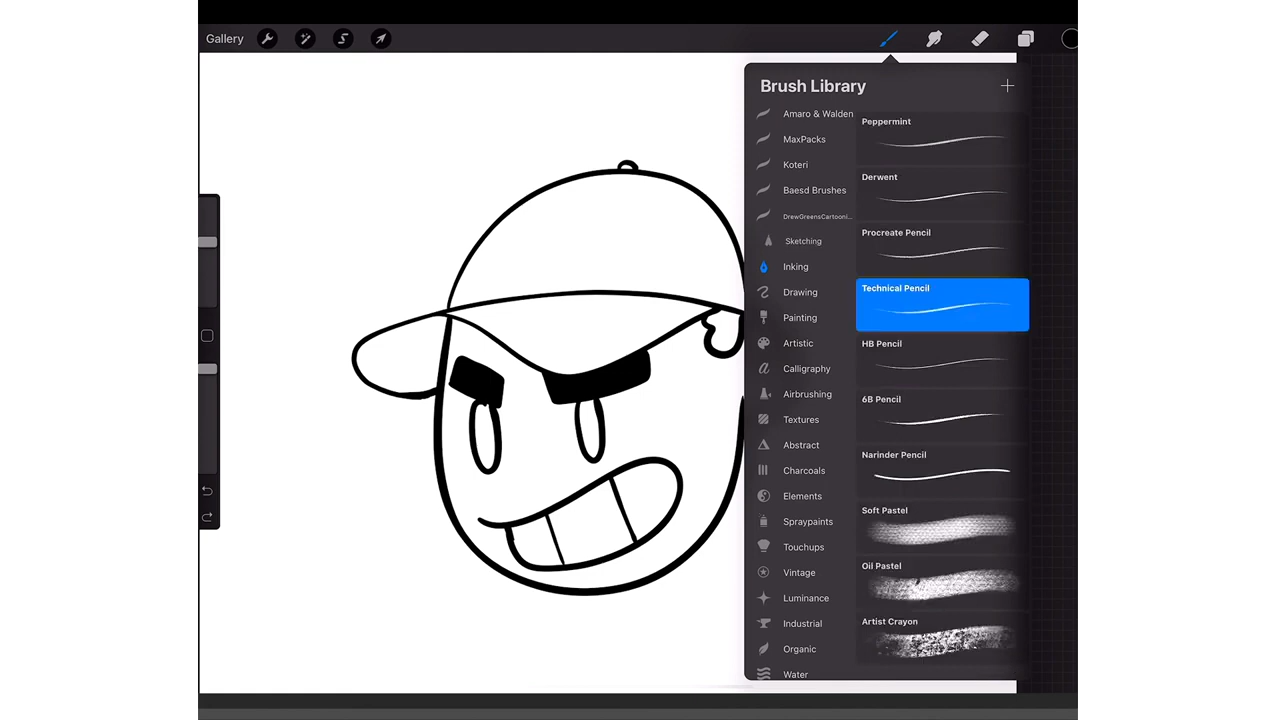 Gallery
Brush Library
Amaro & Walden
MaxPacks
Koteri
Baesd Brushes
DrewGreensCartooni...
Sketching
Inking
Drawing
Painting
Artistic
Calligraphy
Airbrushing
Textures
Abstract
Charcoals
Elements
Spraypaints
Touchups
Vintage
Luminance
Industrial
Organic
Water
Peppermint
Derwent
Procreate Pencil
Technical Pencil
HB Pencil
6B Pencil
Narinder Pencil
Soft Pastel
Oil Pastel
Artist Crayon